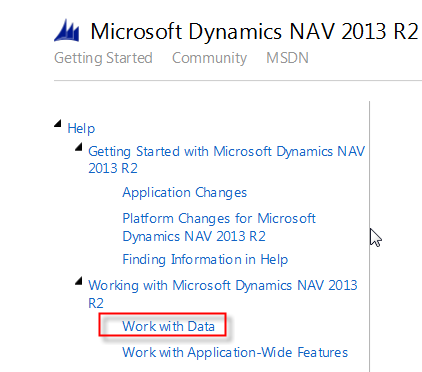 Microsoft Dynamics NAV 2013 R2
Getting Started Community MSDN
Help
Getting Started with Microsoft Dynamics NAV
2013 R2
Application Changes
Platform Changes for Microsoft
Dynamics NAV 2013 R2
Finding Information in Help
Working with Microsoft Dynamics NAV 2013
R2
Work with Data
Work with Application-Wide Features